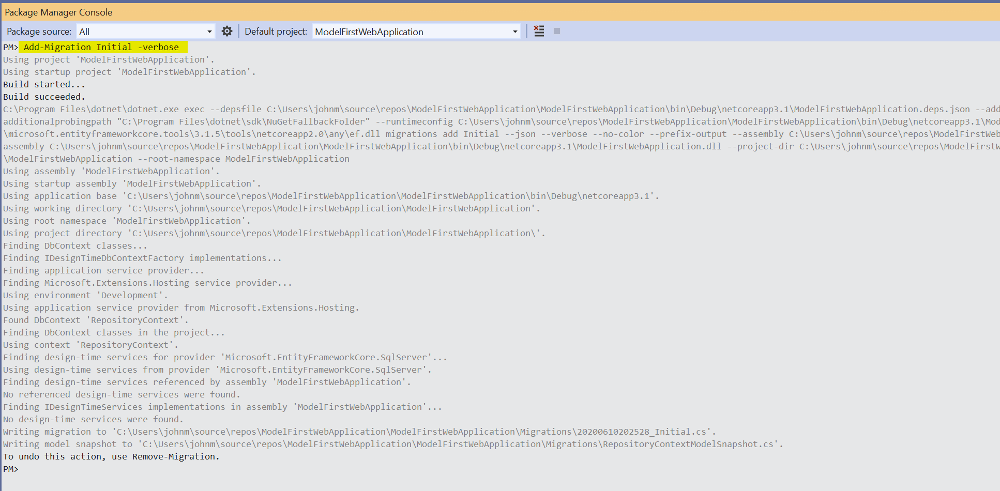 Package Manager Console
Package source: All Default project: ModelFirstWebApplication
PM> Add-Migration Initial -verbose
Using project 'ModelFirstWebApplication'.
Using startup project 'ModelFirstWebApplication'.
Build started...
Build succeeded.
C:\Program Files\dotnet\dotnet.exe exec --depsfile C:\Users\johnm\source\repos\ModelFirstWebApplication\ModelFirstWebApplication\bin\Debug\netcoreapp3.1\ModelFirstWebApplication.deps.json --add
additionalprobingpath "C:\Program Files\dotnet\sdk\NuGetFallbackFolder" --runtimeconfig C:\Users\johnm\source\repos\ModelFirstWebApplication\ModelFirstWebApplication\bin\Debug\netcoreapp3.1\Mod
\microsoft.entityframeworkcore.tools\3.1.5\tools\netcoreapp2.0\any\ef.dll migrations add Initial --json --verbose --no-color --prefix-output --assembly C:\Users\johnm\source\repos\ModelFirstWeb
assembly C:\Users\johnm\source\repos\ModelFirstWebApplication\ModelFirstWebApplication\bin\Debug\netcoreapp3.1\ModelFirstWebApplication.dll --project-dir C:\Users\johnm\source\repos\ModelFirstW
\ModelFirstWebApplication --root-namespace ModelFirstWebApplication
Using assembly 'ModelFirstWebApplication'.
Using startup assembly 'ModelFirstWebApplication'.
Using application base 'C:\Users\johnm\source\repos\ModelFirstWebApplication\ModelFirstWebApplication\bin\Debug\netcoreapp3.1'.
Using working directory 'C:\Users\johnm\source\repos\ModelFirstWebApplication\ModelFirstWebApplication'.
Using root namespace 'ModelFirstWebApplication'.
Using project directory 'C:\Users\johnm\source\repos\ModelFirstWebApplication\ModelFirstWebApplication\'.
Finding DbContext classes...
Finding IDesignTimeDbContextFactory implementations...
Finding application service provider...
Finding Microsoft.Extensions.Hosting service provider...
Using environment 'Development'.
Using application service provider from Microsoft.Extensions.Hosting.
Found DbContext 'RepositoryContext'.
Finding DbContext classes in the project...
Using context 'RepositoryContext'.
Finding design-time services for provider 'Microsoft.EntityFrameworkCore.SqlServer'...
Using design-time services from provider 'Microsoft.EntityFrameworkCore.SqlServer'.
Finding design-time services referenced by assembly 'ModelFirstWebApplication'.
No referenced design-time services were found.
Finding IDesignTimeServices implementations in assembly 'ModelFirstWebApplication'...
No design-time services were found.
Writing migration to 'C:\Users\johnm\source\repos\ModelFirstWebApplication\ModelFirstWebApplication\Migrations\20200610202528_Initial.cs'.
Writing model snapshot to 'C:\Users\johnm\source\repos\ModelFirstWebApplication\ModelFirstWebApplication\Migrations\RepositoryContextModelSnapshot.cs'.
To undo this action, use Remove-Migration.
PM>